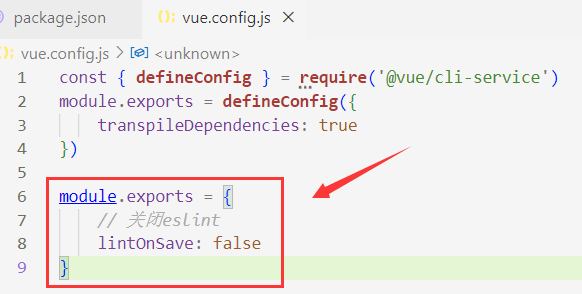 package.json
vue.config.js
vue.config.js > <unknown>
1 const { defineConfig } = require('@vue/cli-service')
2 module.exports = defineConfig({
3 transpileDependencies: true
4 })
5
6 module.exports = {
7 // 关闭eslint
8 lintOnSave: false
9 }